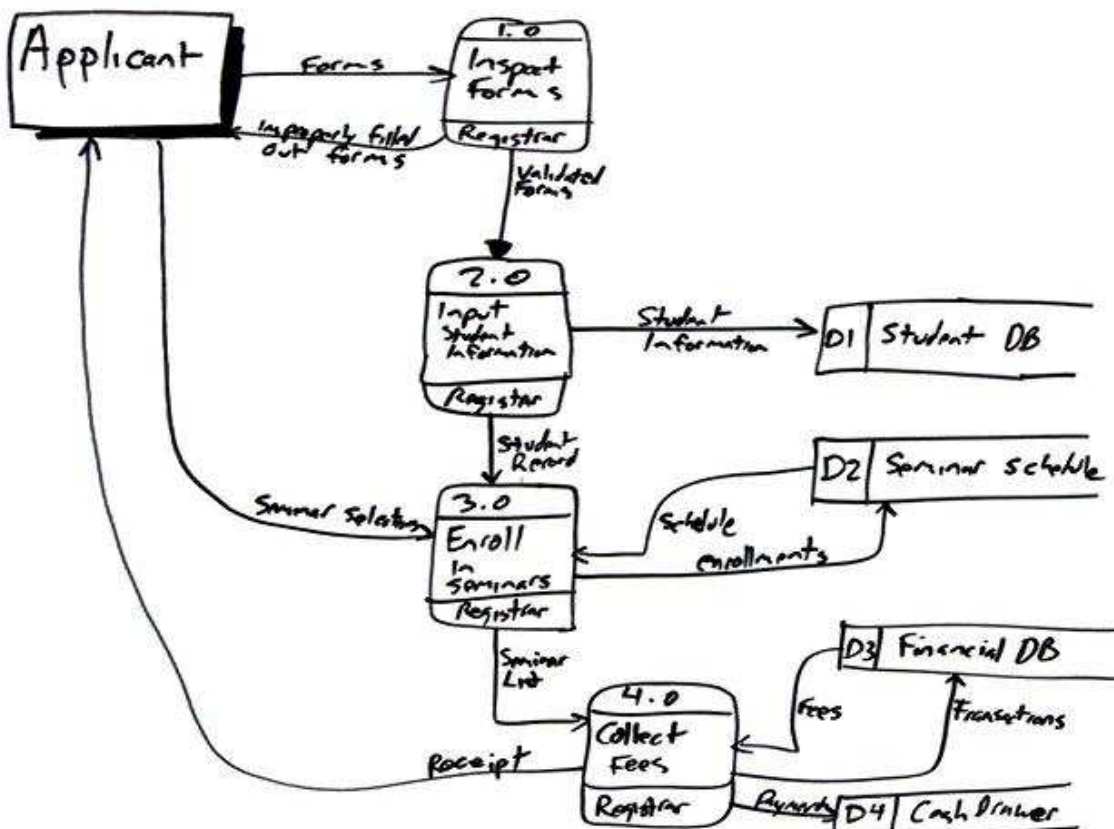 Applicant
Forms
1.0
Inspect
Forms
Registrar
Improperly filled
out forms
Validated
Forms
2.0
Input
Student
Information
Registrar
Student
Information
D1 Student DB
Student
Record
D2 Seminar Schedule
Seminar Selections
3.0
Enroll
In
Seminars
Registrar
Schedule
enrollments
Seminar
List
D3 Financial DB
Fees
Transactions
4.0
Collect
Fees
Registrar
Receipt
Payments
D4 Cash Drawer